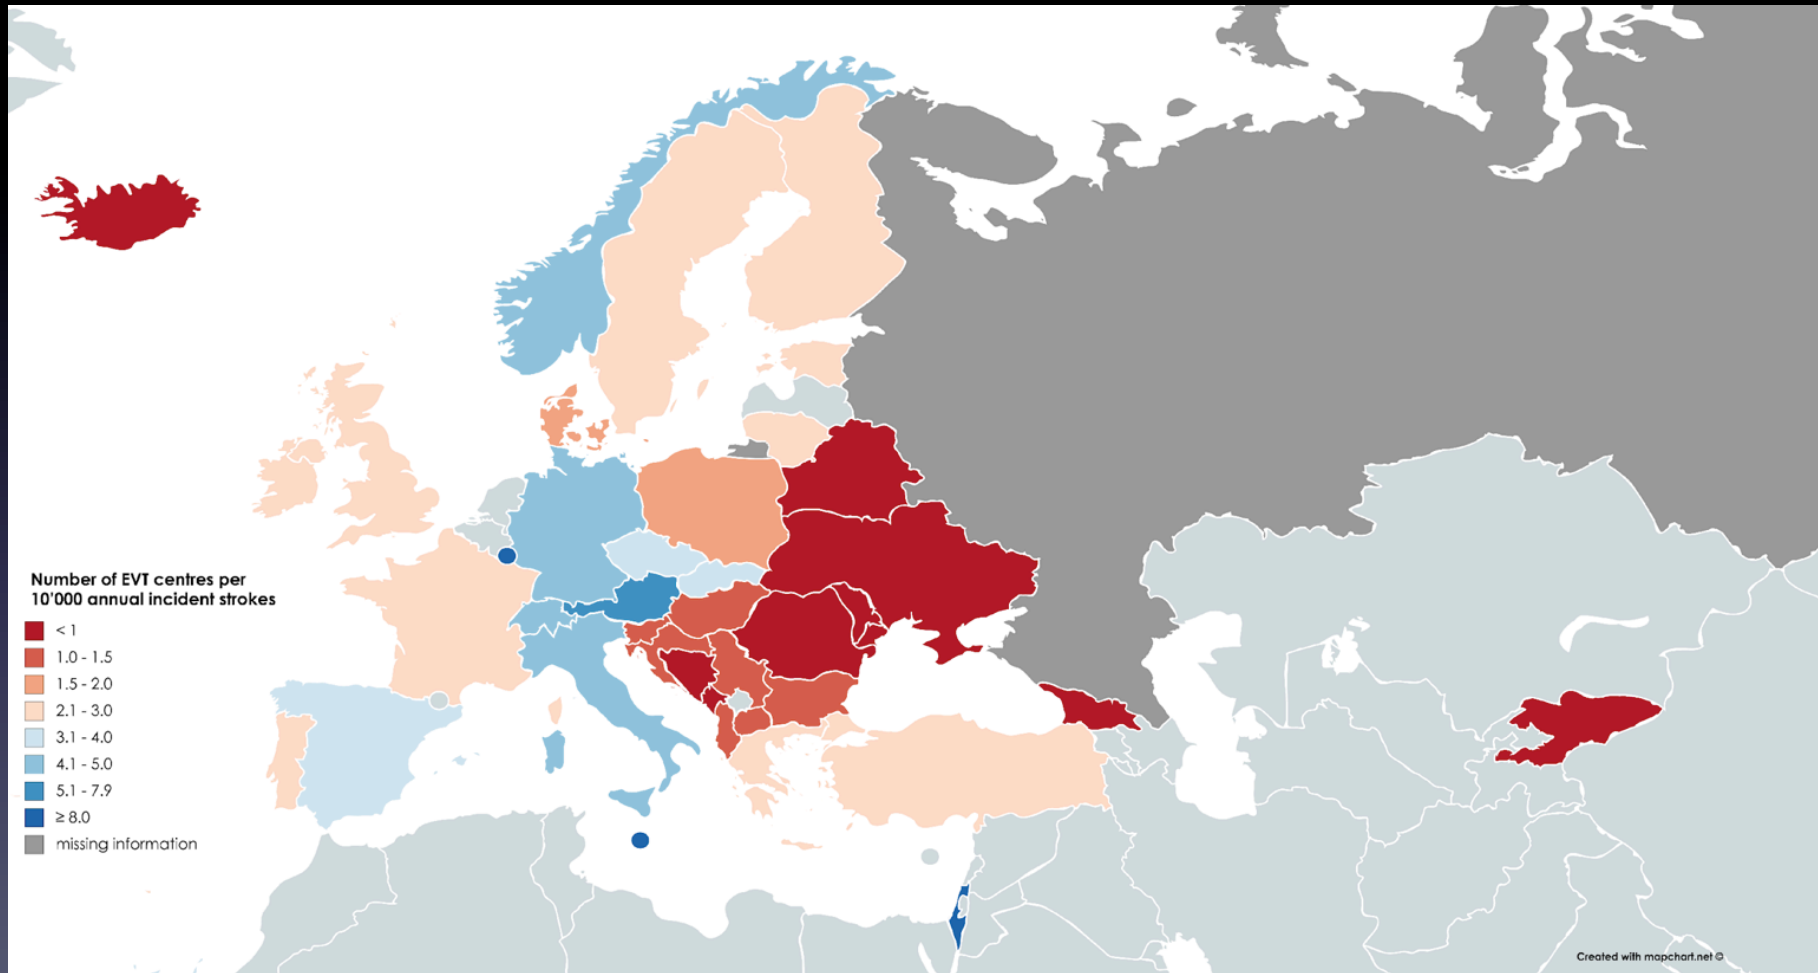 Number of EVT centres per
10'000 annual incident strokes
< 1
1.0 - 1.5
1.5 - 2.0
2.1 - 3.0
3.1 - 4.0
4.1 - 5.0
5.1 - 7.9
≥ 8.0
missing information
Created with mapchart.net ©